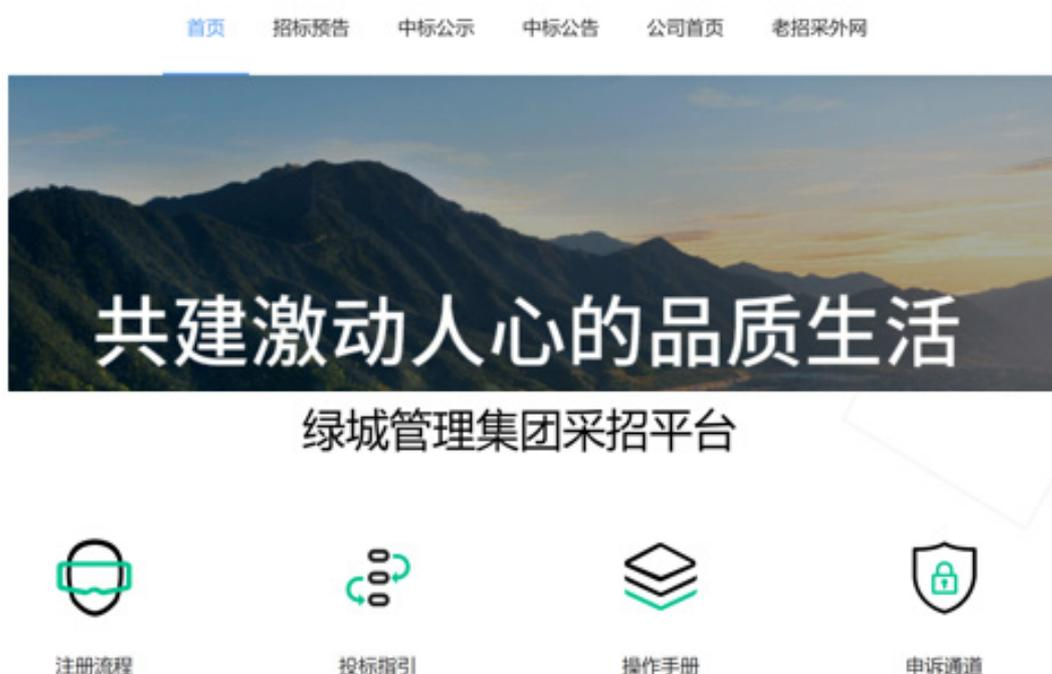 首页 招标预告 中标公示 中标公告 公司首页 老招采外网
共建激动人心的品质生活
绿城管理集团采招平台
注册流程 投标指引 操作手册 申诉通道